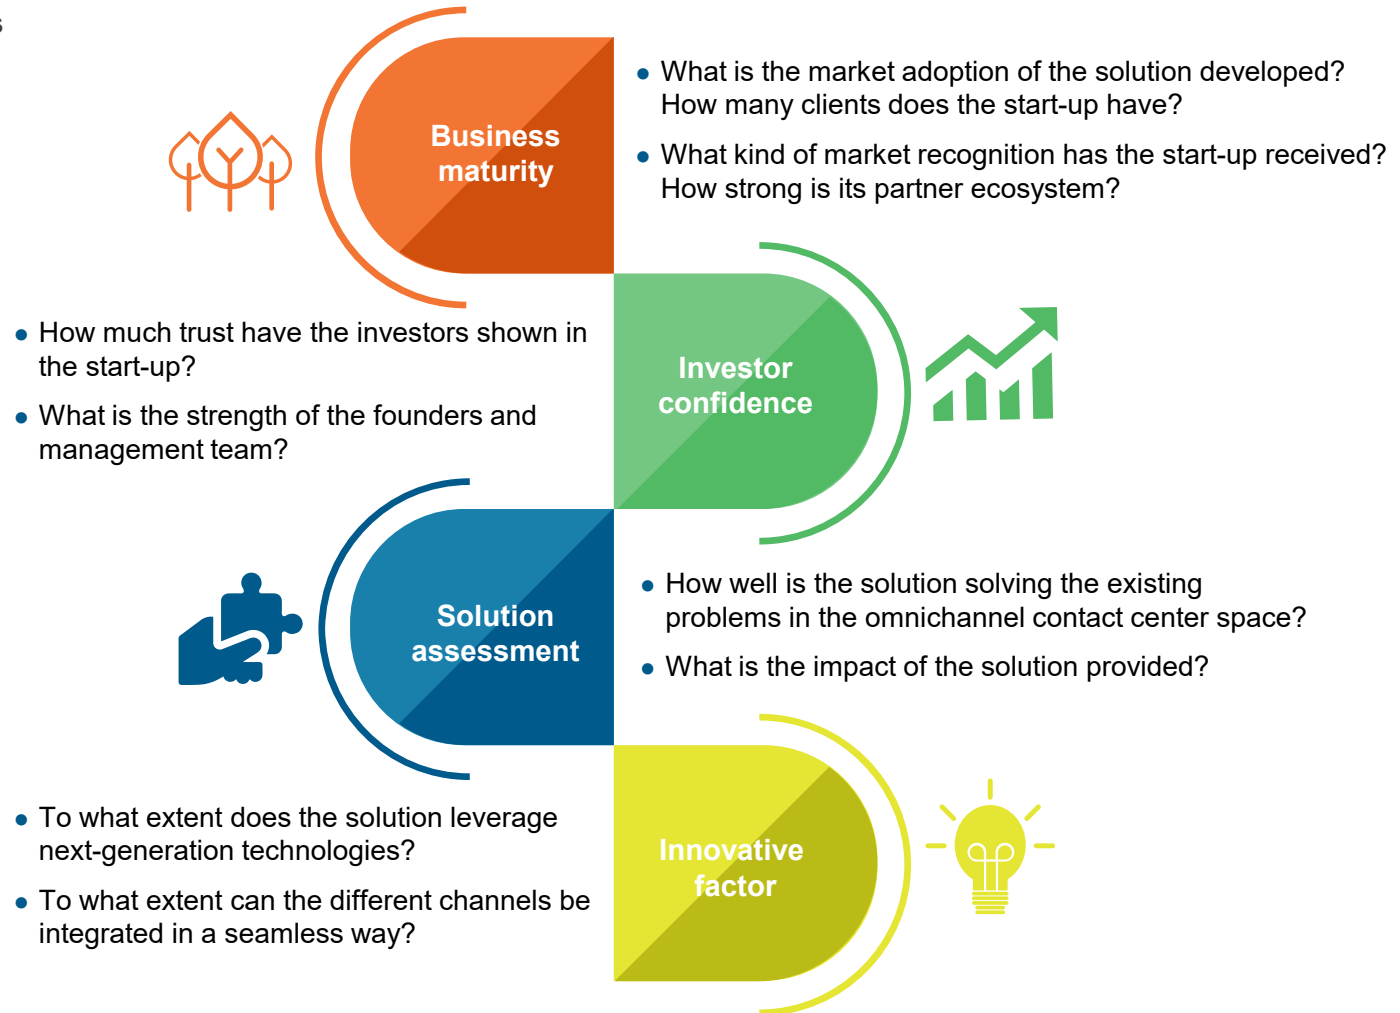 s
Business
maturity
● What is the market adoption of the solution developed?
How many clients does the start-up have?
● What kind of market recognition has the start-up received?
How strong is its partner ecosystem?
● How much trust have the investors shown in
the start-up?
● What is the strength of the founders and
management team?
Investor
confidence
Solution
assessment
● How well is the solution solving the existing
problems in the omnichannel contact center space?
● What is the impact of the solution provided?
● To what extent does the solution leverage
next-generation technologies?
● To what extent can the different channels be
integrated in a seamless way?
Innovative
factor